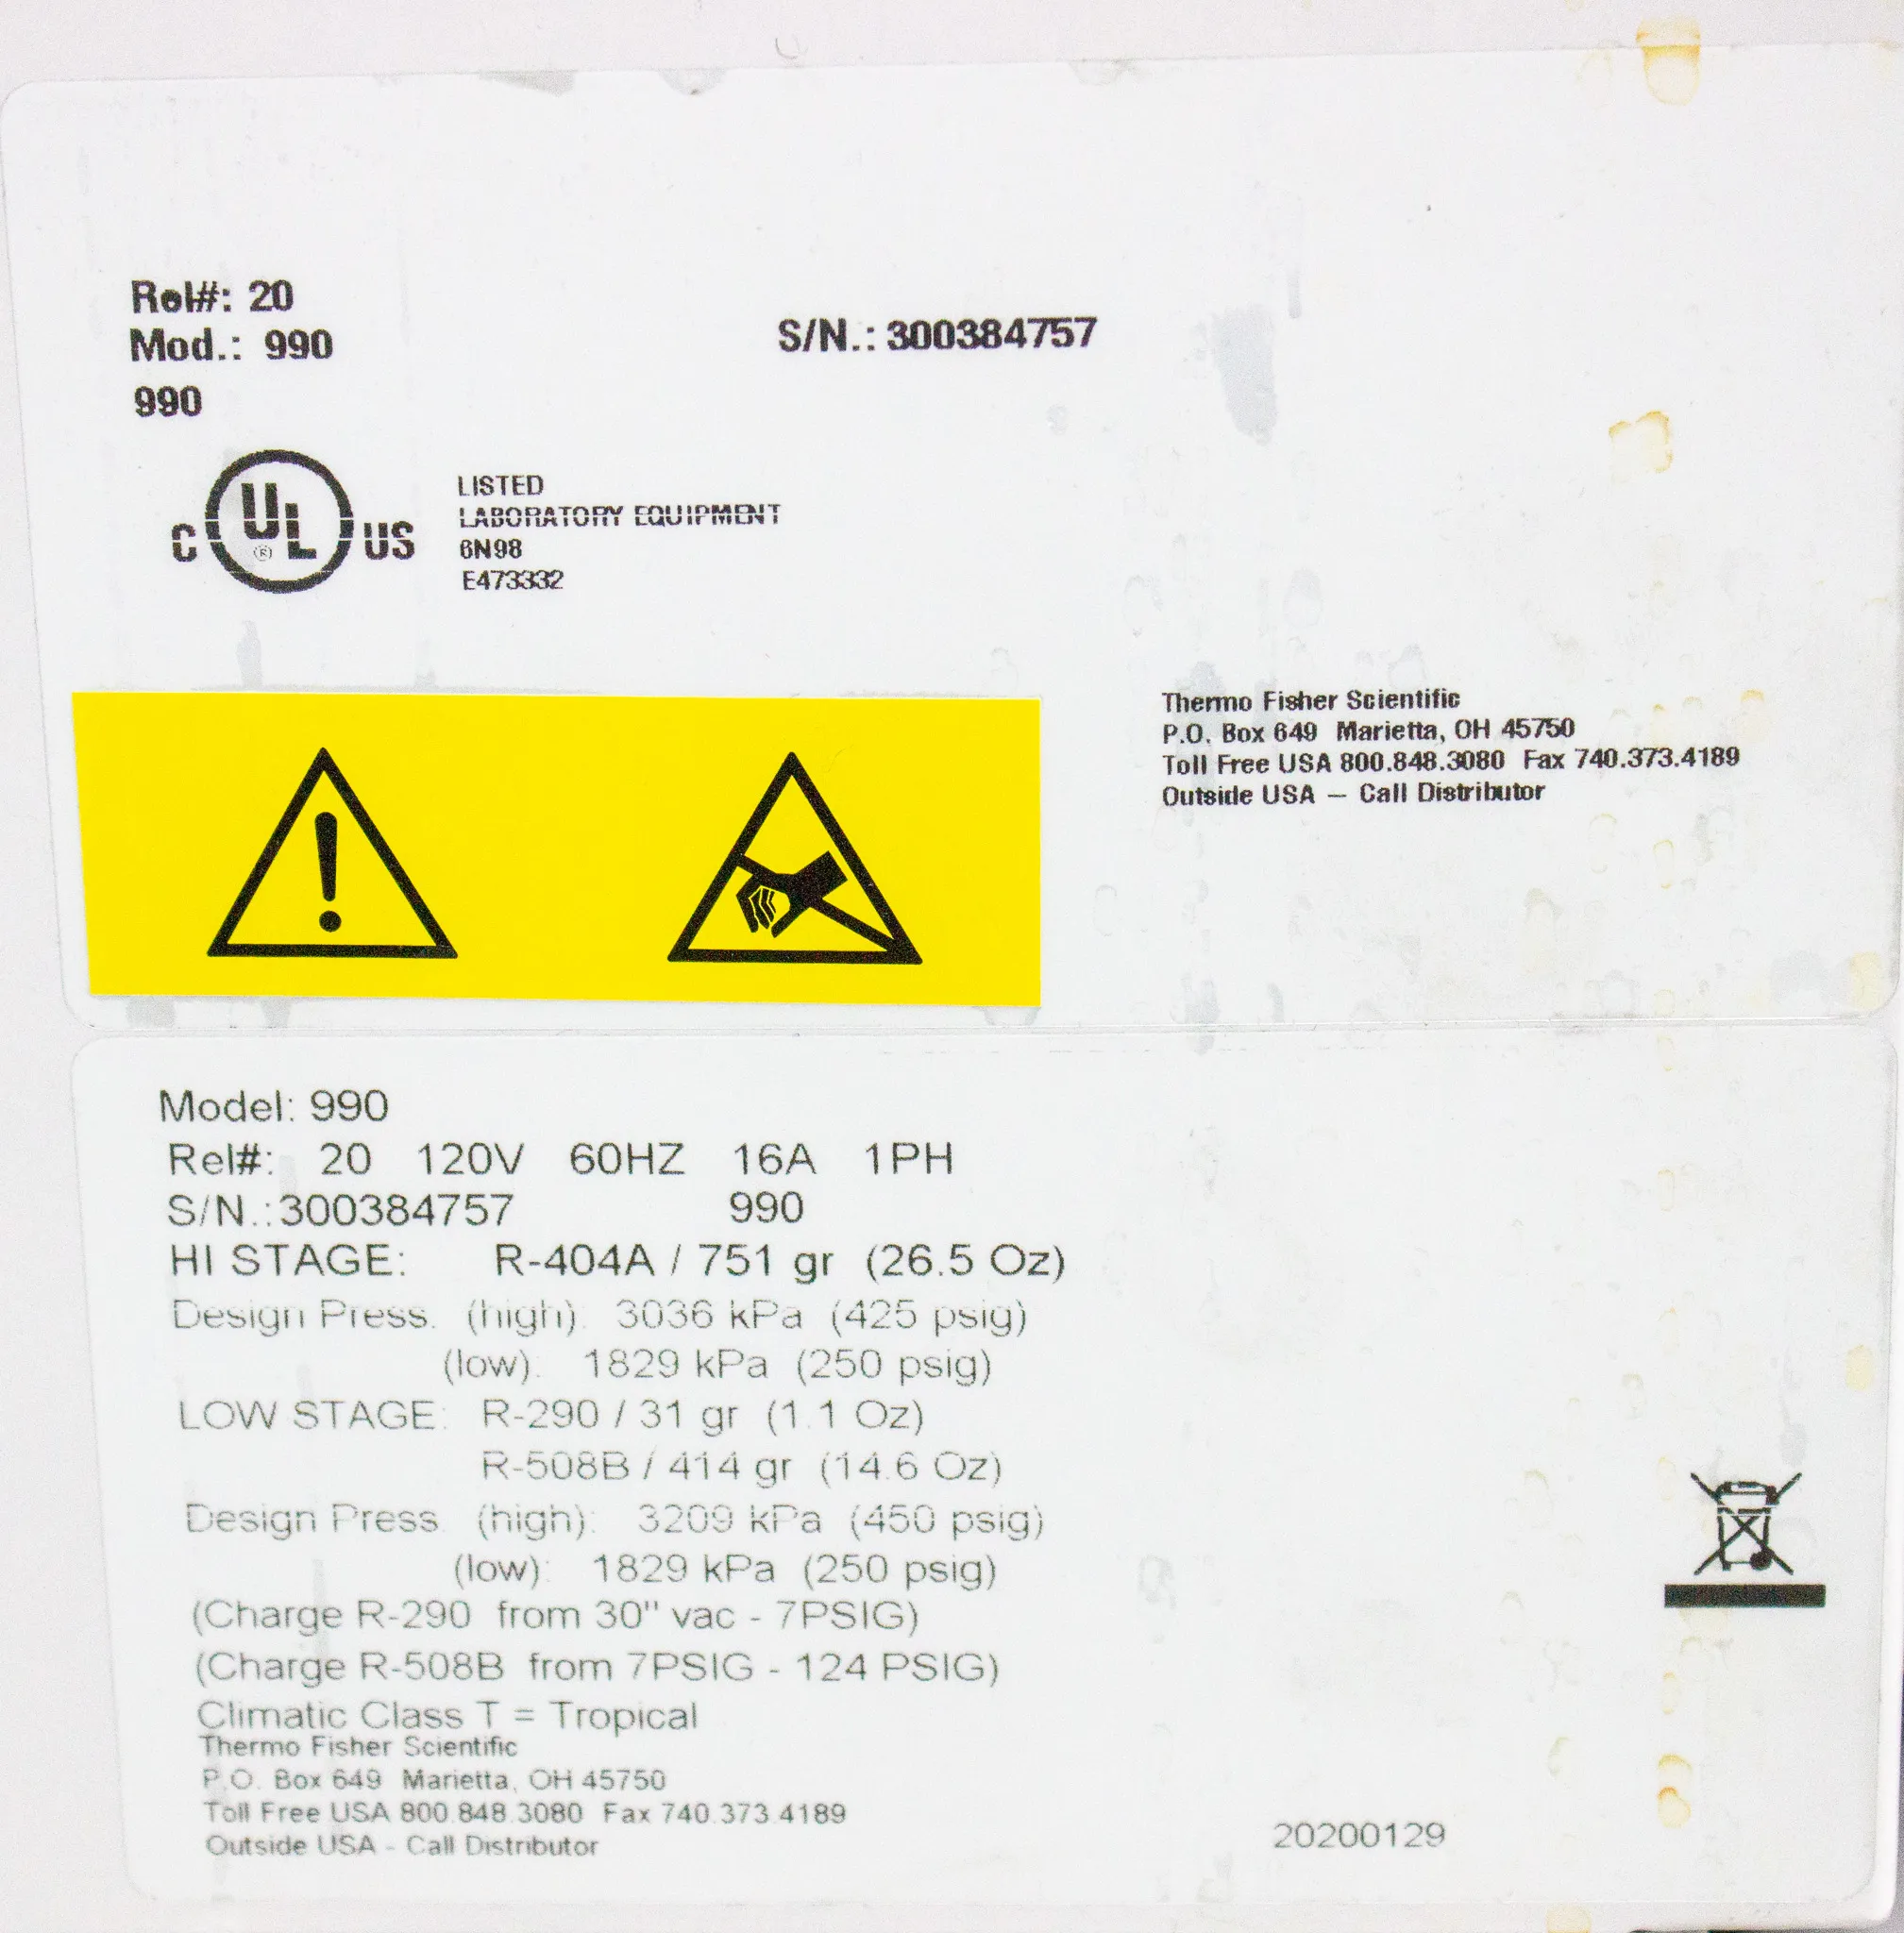 Rel#: 20
Mod.: 990
S/N.: 300384757
990
C UL ® US
LISTED
LABORATORY EQUIPMENT
6N98
E473332
Thermo Fisher Scientific
P.O. Box 649 Marietta, OH 45750
Toll Free USA 800.848.3080 Fax 740.373.4189
Outside USA – Call Distributor
Model: 990
Rel#: 20 120V 60HZ 16A 1PH
S/N.:300384757 990
HI STAGE: R-404A / 751 gr (26.5 Oz)
Design Press. (high): 3036 kPa (425 psig)
(low): 1829 kPa (250 psig)
LOW STAGE: R-290 / 31 gr (1.1 Oz)
R-508B / 414 gr (14.6 Oz)
Design Press. (high): 3209 kPa (450 psig)
(low): 1829 kPa (250 psig)
(Charge R-290 from 30" vac - 7PSIG)
(Charge R-508B from 7PSIG - 124 PSIG)
Climatic Class T = Tropical
Thermo Fisher Scientific
P.O. Box 649 Marietta, OH 45750
Toll Free USA 800.848.3080 Fax 740.373.4189
Outside USA - Call Distributor
20200129